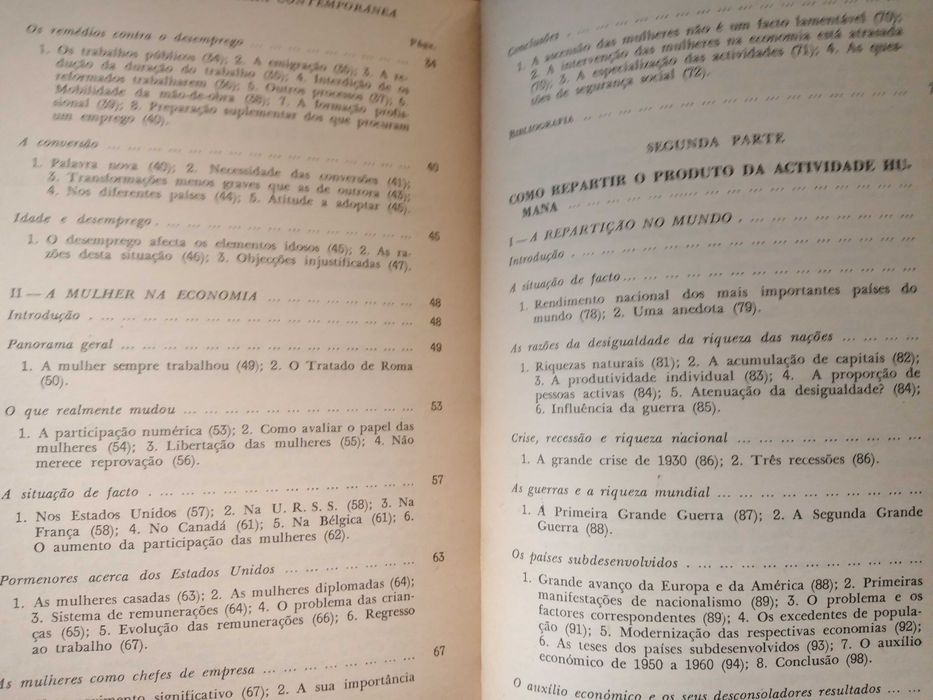 CONTEMPORÂNEA
Págs.
Os remédios contra o desemprego ... ... ... ... ... ... ... ... 34
1. Os trabalhos públicos (34); 2. A emigração (35); 3. A re-
dução da duração do trabalho (35); 4. Interdição de os
reformados trabalharem (36); 5. Outros processos (37); 6.
Mobilidade da mão-de-obra (38); 7. A formação profis-
sional (39); 8. Preparação suplementar dos que procuram
um emprego (40).
A conversão ... ... ... ... ... ... ... ... ... ... ... ... 40
1. Palavra nova (40); 2. Necessidade das conversões (41);
3. Transformações menos graves que as de outrora (43);
4. Nos diferentes países (44); 5. Atitude a adoptar (45).
Idade e desemprego . ... ... ... ... ... ... ... ... ... ... 45
1. O desemprego afecta os elementos idosos (45); 2. As ra-
zões desta situação (46); 3. Objecções injustificadas (47).
II — A MULHER NA ECONOMIA ... ... ... ... ... ... ... 48
Introdução . ... ... ... ... ... ... ... ... ... ... ... ... 48
Panorama geral ... ... ... ... ... ... ... ... ... ... ... 49
1. A mulher sempre trabalhou (49); 2. O Tratado de Roma
(50).
O que realmente mudou ... ... ... ... ... ... ... ... ... 53
1. A participação numérica (53); 2. Como avaliar o papel das
mulheres (54); 3. Libertação das mulheres (55); 4. Não
merece reprovação (56).
A situação de facto . ... ... ... ... ... ... ... ... ... ... 57
1. Nos Estados Unidos (57); 2. Na U. R. S. S. (58); 3. Na
França (58); 4. No Canadá (61); 5. Na Bélgica (61); 6.
O aumento da participação das mulheres (62).
Pormenores acerca dos Estados Unidos ... ... ... ... ... 63
1. As mulheres casadas (63); 2. As mulheres diplomadas (64);
3. Sistema de remunerações (64); 4. O problema das crian-
ças (65); 5. Evolução das remunerações (66); 6. Regresso
ao trabalho (67).
As mulheres como chefes de empresa ... ... ... ... ... ... 67
significativo (67); 2. A sua importância
Conclusões . ... ... ... ... ... ... ... ... ... ... ...
1. A ascensão das mulheres não é um facto lamentável (70);
2. A intervenção das mulheres na economia está atrasada
(70); 3. A especialização das actividades (71); 4. As ques-
tões de segurança social (72).
BIBLIOGRAFIA ... ... ... ... ... ... ... ... ... ... ...
SEGUNDA PARTE
COMO REPARTIR O PRODUTO DA ACTIVIDADE HU-
MANA ... ... ... ... ... ... ... ... ... ... ... ...
I — A REPARTIÇÃO NO MUNDO . ... ... ... ... ... ...
Introdução . ... ... ... ... ... ... ... ... ... ... ...
A situação de facto ... ... ... ... ... ... ... ... ... ...
1. Rendimento nacional dos mais importantes países do
mundo (78); 2. Uma anedota (79).
As razões da desigualdade da riqueza das nações ... ... ...
1. Riquezas naturais (81); 2. A acumulação de capitais (82);
3. A produtividade individual (83); 4. A proporção de
pessoas activas (84); 5. Atenuação da desigualdade? (84);
6. Influência da guerra (85).
Crise, recessão e riqueza nacional ... ... ... ... ... ... ...
1. A grande crise de 1930 (86); 2. Três recessões (86).
As guerras e a riqueza mundial ... ... ... ... ... ... ... ...
1. A Primeira Grande Guerra (87); 2. A Segunda Grande
Guerra (88).
Os países subdesenvolvidos . ... ... ... ... ... ... ... ...
1. Grande avanço da Europa e da América (88); 2. Primeiras
manifestações de nacionalismo (89); 3. O problema e os
factores correspondentes (89); 4. Os excedentes de popula-
ção (91); 5. Modernização das respectivas economias (92);
6. As teses dos países subdesenvolvidos (93); 7. O auxílio
económico de 1950 a 1960 (94); 8. Conclusão (98).
O auxílio económico e os seus desconsoladores resultados ... ...